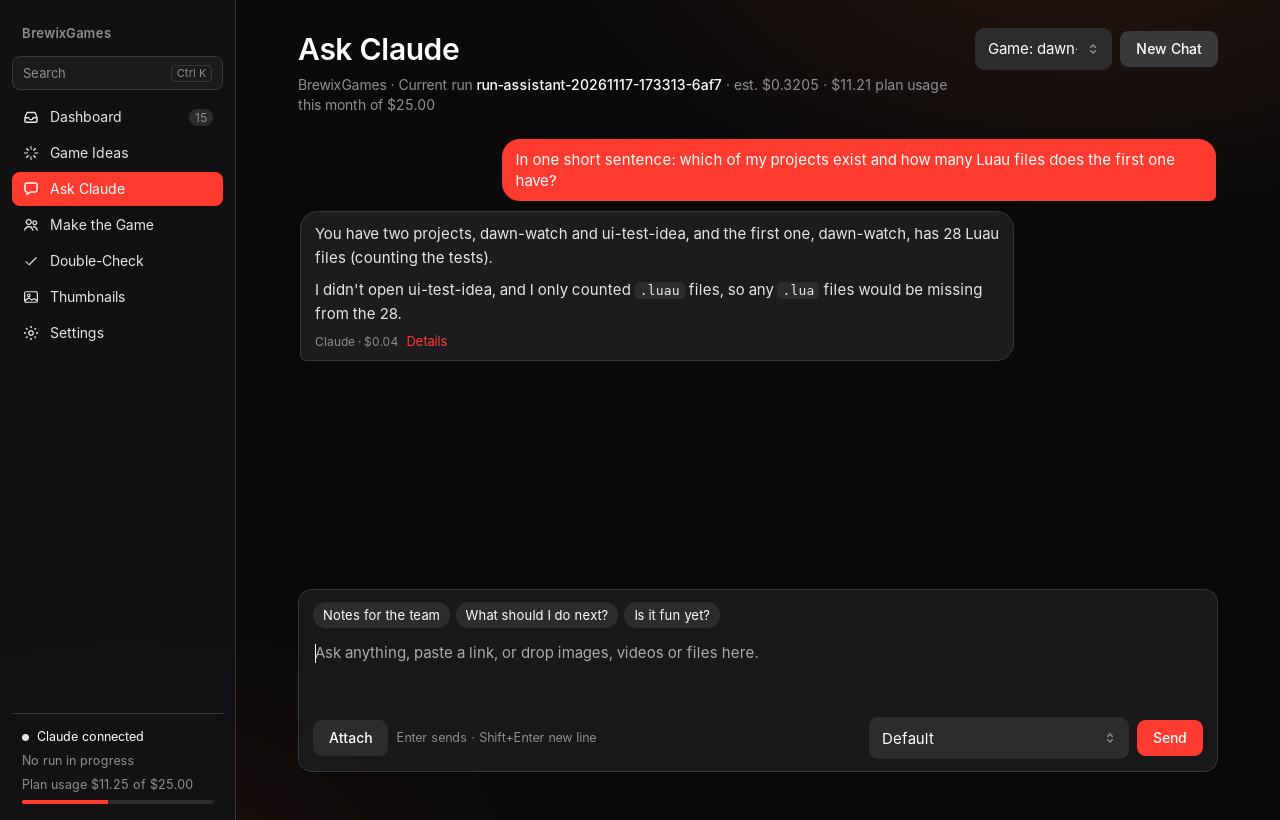 BrewixGames
Search
Ctrl K
Dashboard
15
Game Ideas
Ask Claude
Make the Game
Double-Check
Thumbnails
Settings
Claude connected
No run in progress
Plan usage $11.25 of $25.00
Ask Claude
BrewixGames · Current run run-assistant-20261117-173313-6af7 · est. $0.3205 · $11.21 plan usage
this month of $25.00
Game: dawn-
New Chat
In one short sentence: which of my projects exist and how many Luau files does the first one
have?
You have two projects, dawn-watch and ui-test-idea, and the first one, dawn-watch, has 28 Luau
files (counting the tests).
I didn't open ui-test-idea, and I only counted .luau files, so any .lua files would be missing
from the 28.
Claude · $0.04 Details
Notes for the team
What should I do next?
Is it fun yet?
Ask anything, paste a link, or drop images, videos or files here.
Attach
Enter sends · Shift+Enter new line
Default
Send